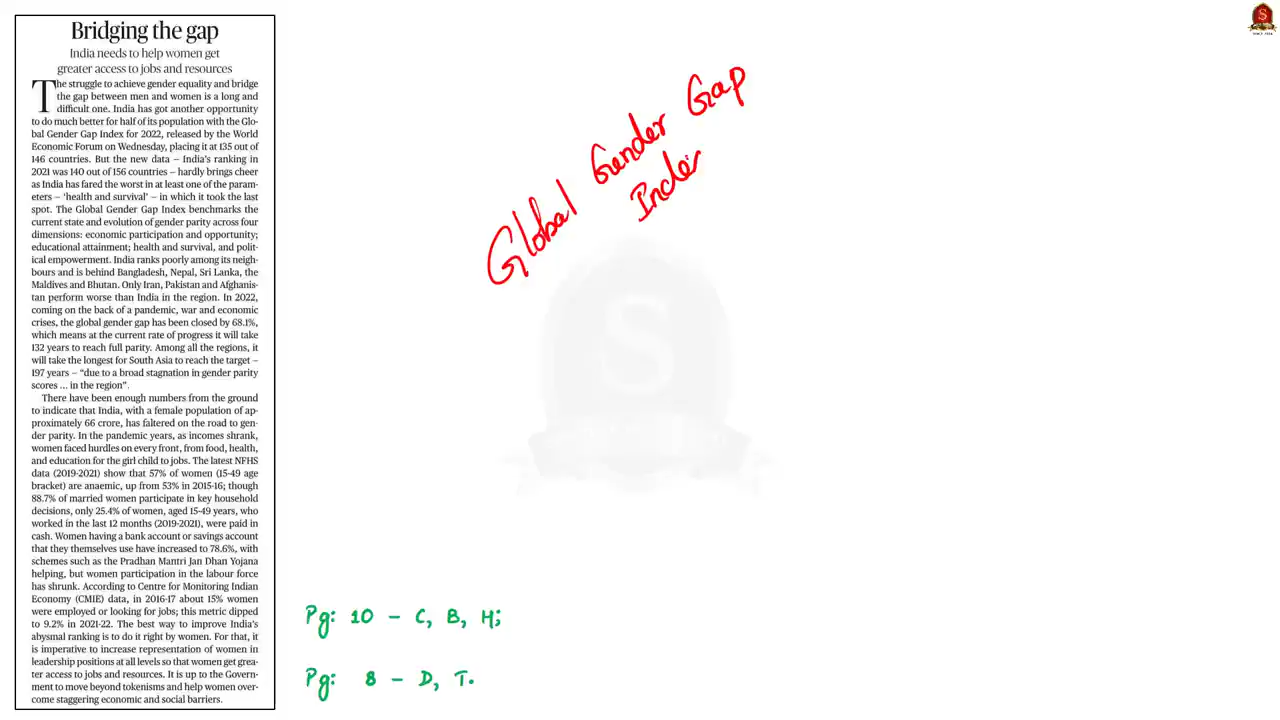 Bridging the gap
India needs to help women get
greater access to jobs and resources
The struggle to achieve gender equality and bridge
the gap between men and women is a long and
difficult one. India has got another opportunity
to do much better for half of its population with the Glo-
bal Gender Gap Index for 2022, released by the World
Economic Forum on Wednesday, placing it at 135 out of
146 countries. But the new data – India's ranking in
2021 was 140 out of 156 countries – hardly brings cheer
as India has fared the worst in at least one of the param-
eters – 'health and survival' – in which it took the last
spot. The Global Gender Gap Index benchmarks the
current state and evolution of gender parity across four
dimensions: economic participation and opportunity;
educational attainment; health and survival, and polit-
ical empowerment. India ranks poorly among its neigh-
bours and is behind Bangladesh, Nepal, Sri Lanka, the
Maldives and Bhutan. Only Iran, Pakistan and Afghanis-
tan perform worse than India in the region. In 2022,
coming on the back of a pandemic, war and economic
crises, the global gender gap has been closed by 68.1%,
which means at the current rate of progress it will take
132 years to reach full parity. Among all the regions, it
will take the longest for South Asia to reach the target –
197 years – "due to a broad stagnation in gender parity
scores ... in the region".
There have been enough numbers from the ground
to indicate that India, with a female population of ap-
proximately 66 crore, has faltered on the road to gen-
der parity. In the pandemic years, as incomes shrank,
women faced hurdles on every front, from food, health,
and education for the girl child to jobs. The latest NFHS
data (2019-2021) show that 57% of women (15-49 age
bracket) are anaemic, up from 53% in 2015-16; though
88.7% of married women participate in key household
decisions, only 25.4% of women, aged 15-49 years, who
worked in the last 12 months (2019-2021), were paid in
cash. Women having a bank account or savings account
that they themselves use have increased to 78.6%, with
schemes such as the Pradhan Mantri Jan Dhan Yojana
helping, but women participation in the labour force
has shrunk. According to Centre for Monitoring Indian
Economy (CMIE) data, in 2016-17 about 15% women
were employed or looking for jobs; this metric dipped
to 9.2% in 2021-22. The best way to improve India's
abysmal ranking is to do it right by women. For that, it
is imperative to increase representation of women in
leadership positions at all levels so that women get grea-
ter access to jobs and resources. It is up to the Govern-
ment to move beyond tokenisms and help women over-
come staggering economic and social barriers.
Global Gender Gap
Index
Pg: 10 – C, B, H;
Pg: 8 – D, T.
S